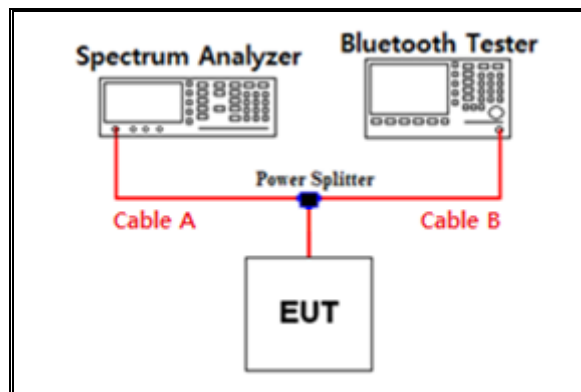 Spectrum Analyzer
Bluetooth Tester
Power Splitter
Cable A
Cable B
EUT